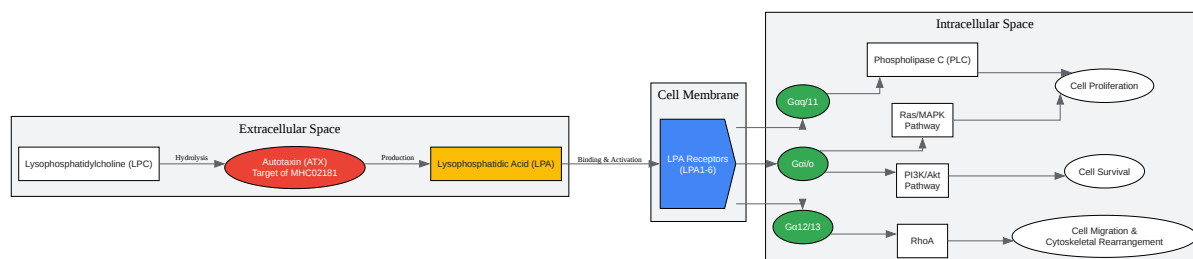 Intracellular Space
Phospholipase C (PLC)
Cell Proliferation
Cell Membrane
Gαq/11
Ras/MAPK
Pathway
Extracellular Space
Lysophosphatidylcholine (LPC)
Hydrolysis
Autotaxin (ATX)
Target of MHC02181
Production
Lysophosphatidic Acid (LPA)
Binding & Activation
LPA Receptors
(LPA1-6)
Gαi/o
PI3K/Akt
Pathway
Cell Survival
Gα12/13
RhoA
Cell Migration &
Cytoskeletal Rearrangement